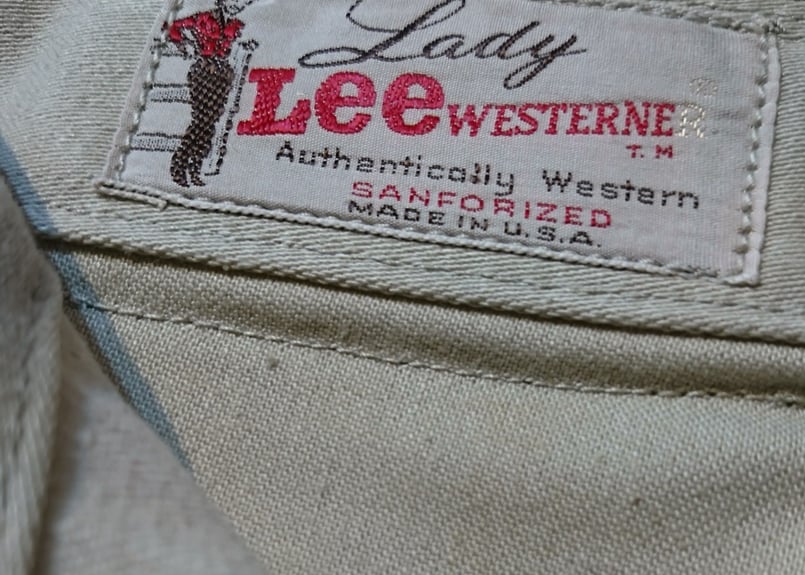 Lady
Lee WESTERNER
®
T.M
Authentically Western
SANFORIZED
MADE IN U.S.A.